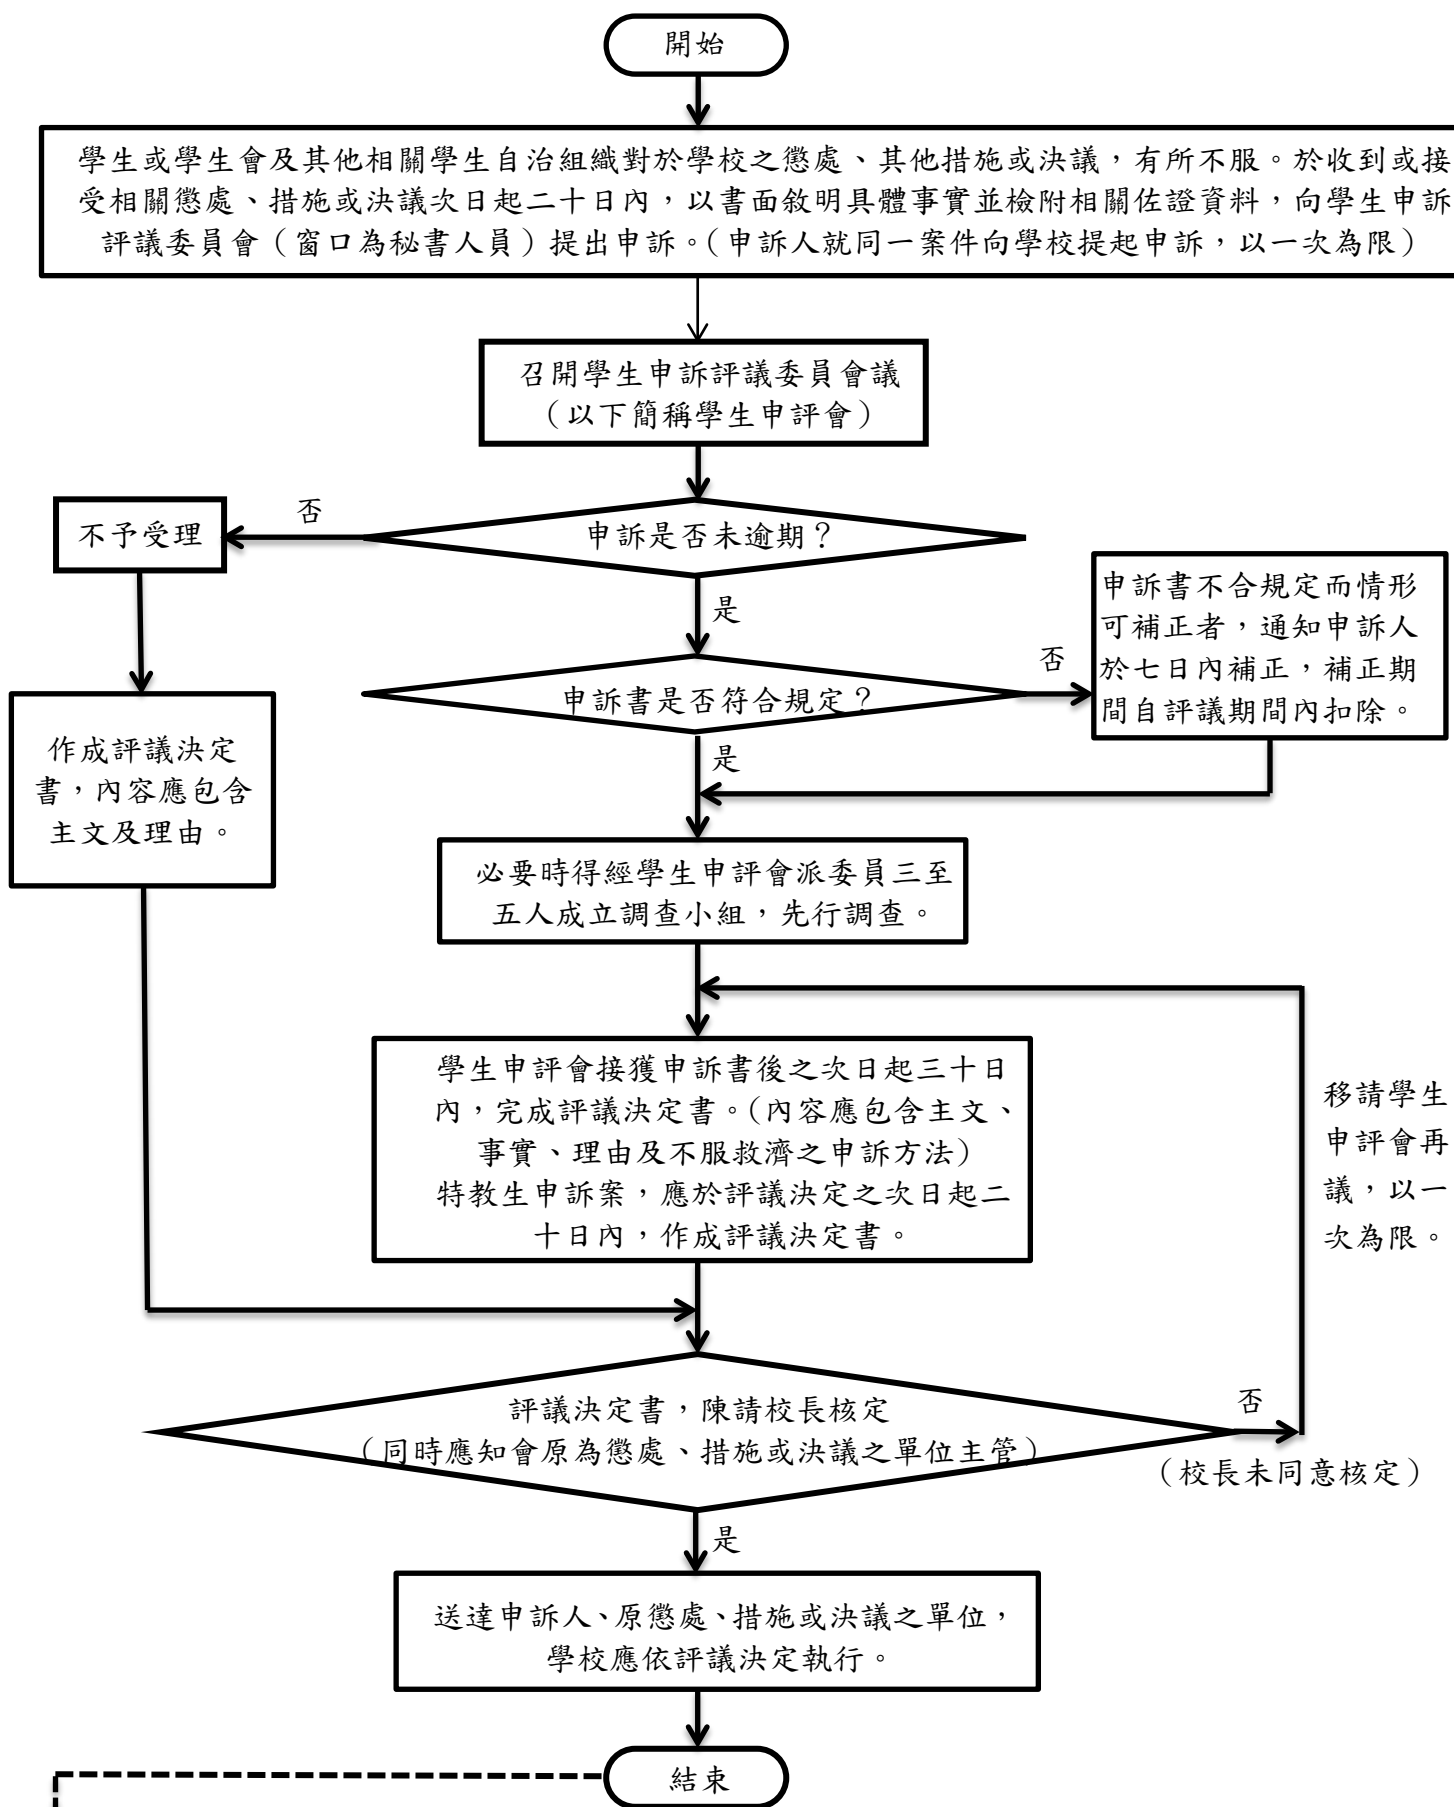 開始
學生或學生會及其他相關學生自治組織對於學校之懲處、其他措施或決議，有所不服。於收到或接
受相關懲處、措施或決議次日起二十日內，以書面敘明具體事實並檢附相關佐證資料，向學生申訴
評議委員會（窗口為秘書人員）提出申訴。(申訴人就同一案件向學校提起申訴，以一次為限）
召開學生申訴評議委員會議
（以下簡稱學生申評會）
不予受理
否
申訴是否未逾期？
是
申訴書不合規定而情形
可補正者，通知申訴人
於七日內補正，補正期
間自評議期間內扣除。
否
申訴書是否符合規定？
是
作成評議決定
書，內容應包含
主文及理由。
必要時得經學生申評會派委員三至
五人成立調查小組，先行調查。
學生申評會接獲申訴書後之次日起三十日
內，完成評議決定書。(內容應包含主文、
事實、理由及不服救濟之申訴方法)
特教生申訴案，應於評議決定之次日起二
十日內，作成評議決定書。
移請學生
申評會再
議，以一
次為限。
評議決定書，陳請校長核定
（同時應知會原為懲處、措施或決議之單位主管）
否
（校長未同意核定）
是
送達申訴人、原懲處、措施或決議之單位，
學校應依評議決定執行。
結束